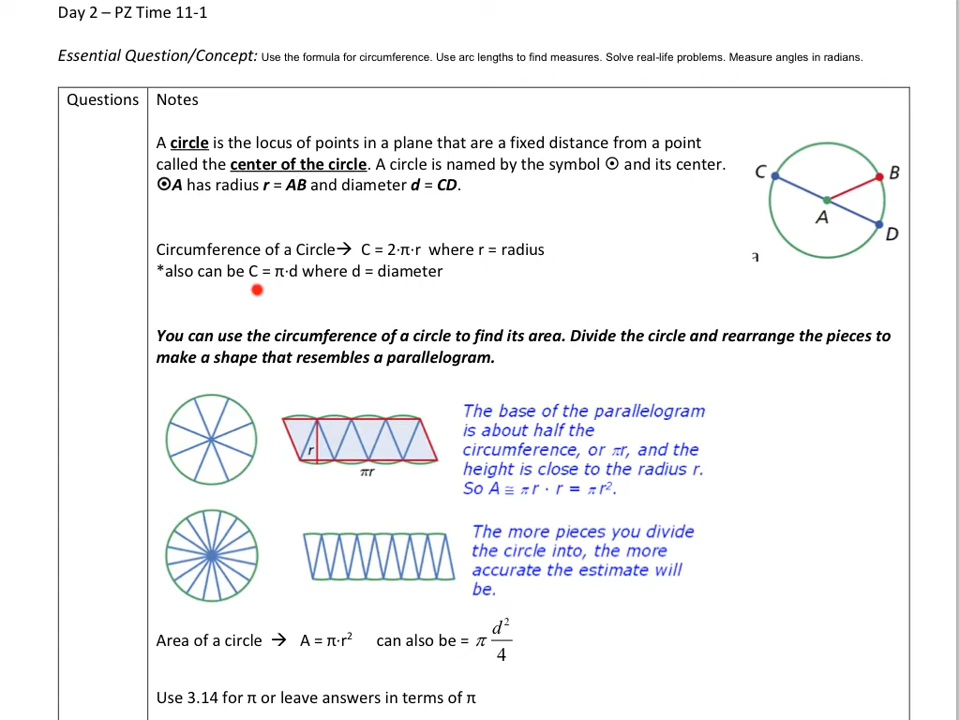 Day 2 – PZ Time 11-1
Essential Question/Concept: Use the formula for circumference. Use arc lengths to find measures. Solve real-life problems. Measure angles in radians.
Questions
Notes
A circle is the locus of points in a plane that are a fixed distance from a point
called the center of the circle. A circle is named by the symbol ⊙ and its center.
⊙A has radius r = AB and diameter d = CD.
C
B
A
D
a
Circumference of a Circle→ C = 2·π·r where r = radius
*also can be C = π·d where d = diameter
You can use the circumference of a circle to find its area. Divide the circle and rearrange the pieces to
make a shape that resembles a parallelogram.
r
πr
The base of the parallelogram
is about half the
circumference, or πr, and the
height is close to the radius r.
So A ≅ πr · r = πr².
The more pieces you divide
the circle into, the more
accurate the estimate will
be.
Area of a circle → A = π·r² can also be = π d²/4
Use 3.14 for π or leave answers in terms of π